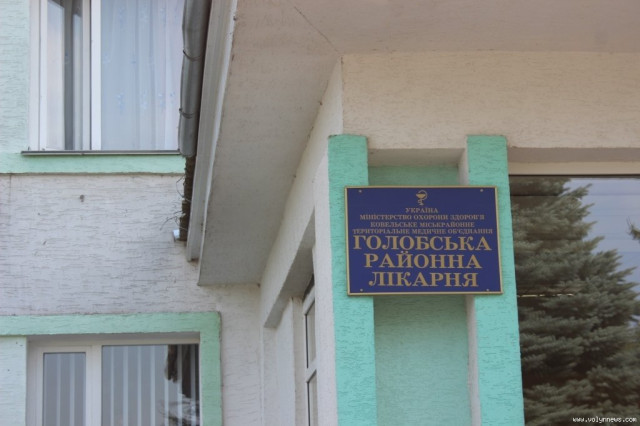 УКРАЇНА
МІНІСТЕРСТВО ОХОРОНИ ЗДОРОВ'Я
КОВЕЛЬСЬКЕ МІСЬКРАЙОННЕ
ТЕРИТОРІАЛЬНЕ МЕДИЧНЕ ОБ'ЄДНАННЯ
ГОЛОБСЬКА
РАЙОННА
ЛІКАРНЯ
www.volynnews.com